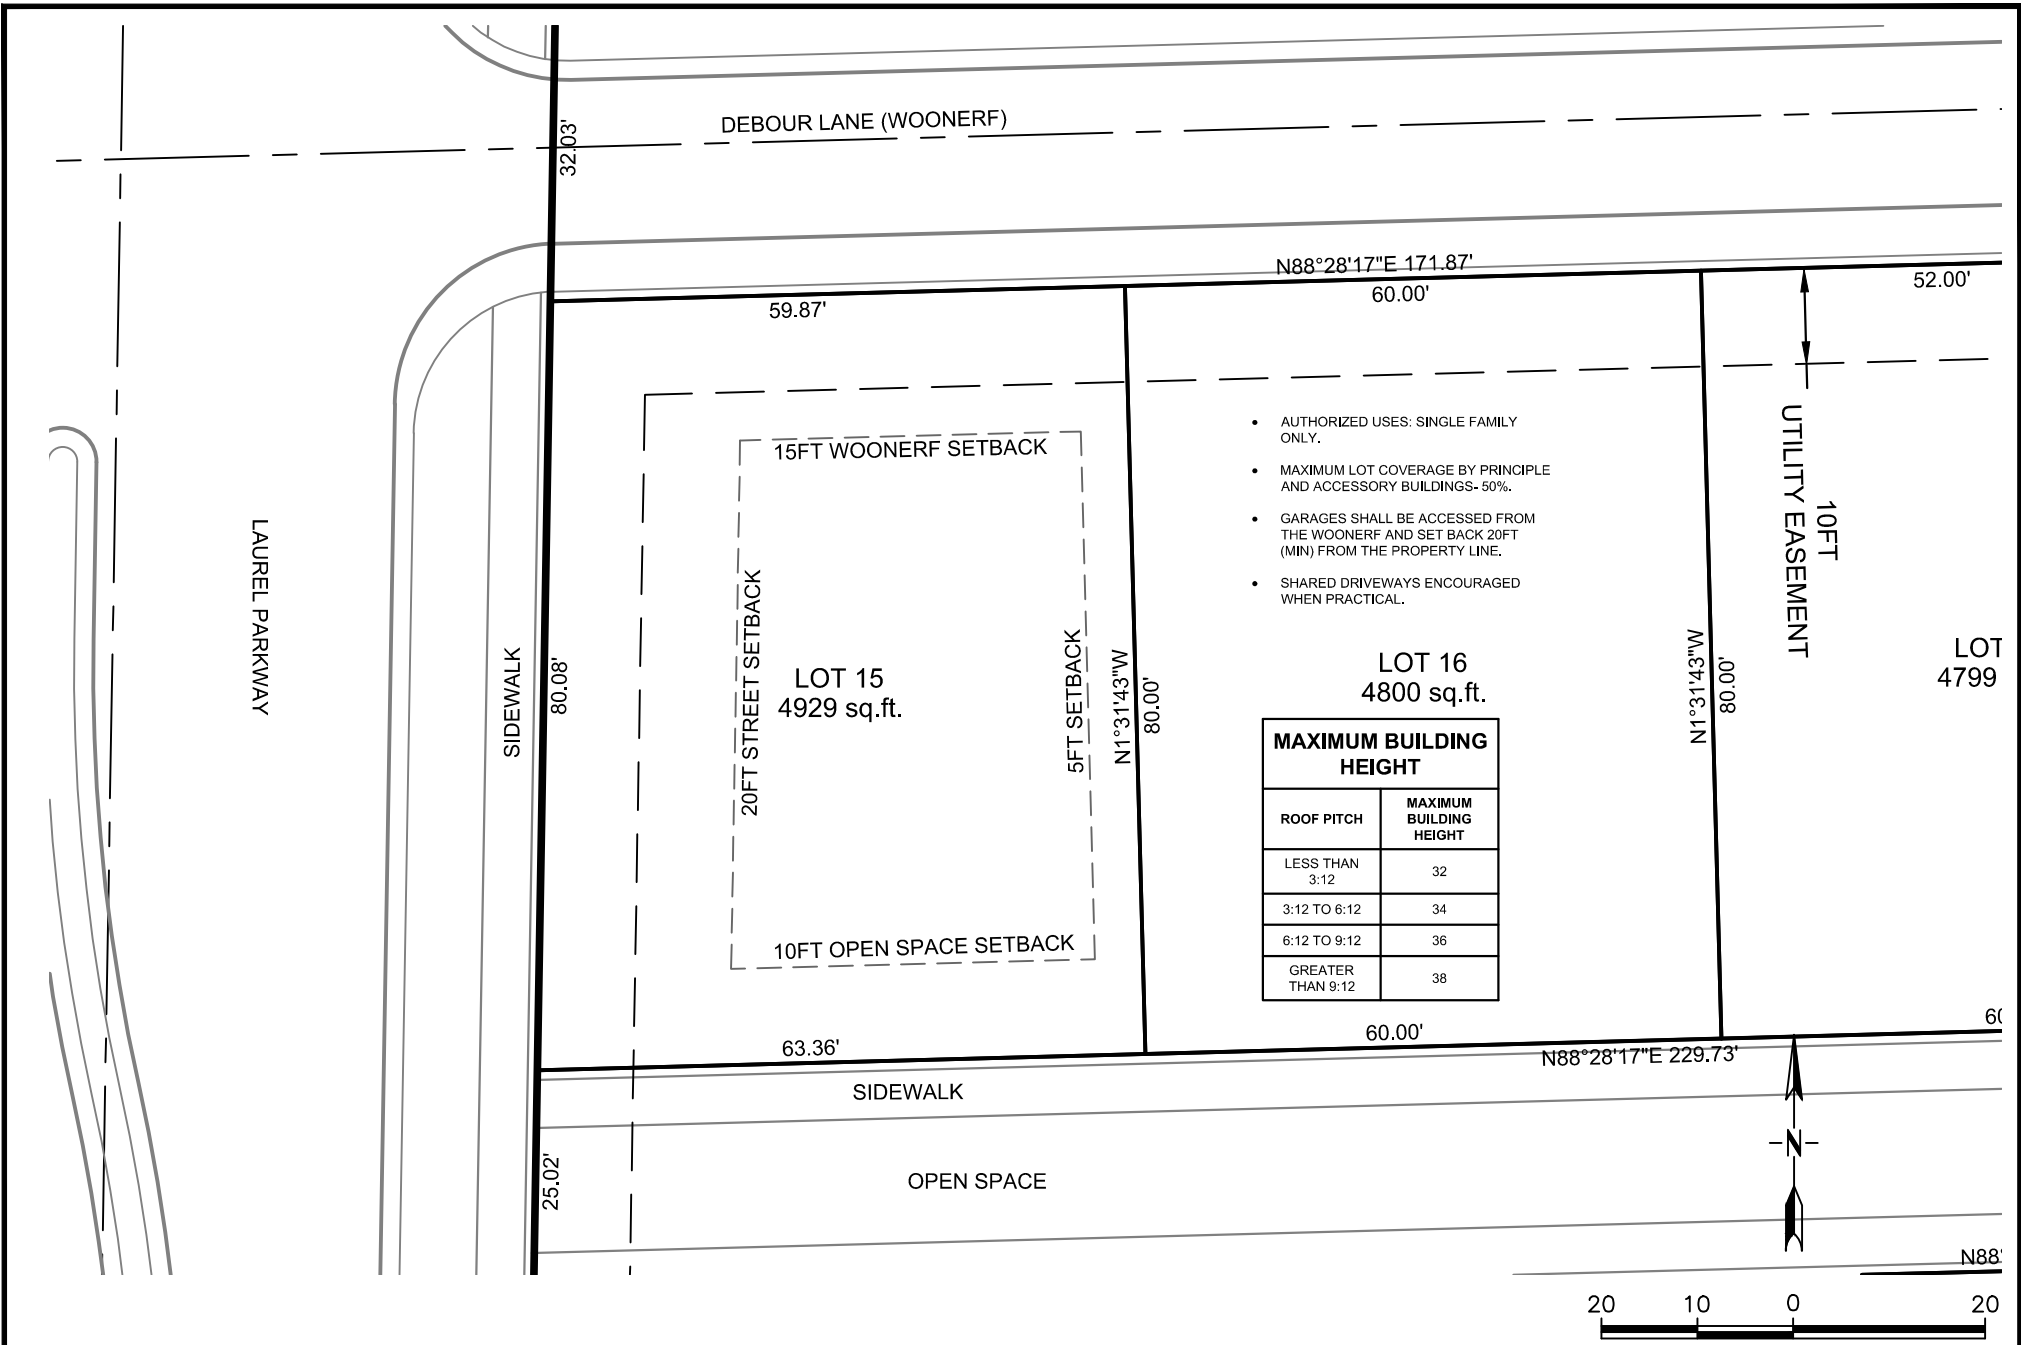 DEBOUR LANE (WOONERF)
32.03'
N88°28'17"E 171.87'
59.87'
60.00'
52.00'
15FT WOONERF SETBACK
20FT STREET SETBACK
5FT SETBACK
10FT OPEN SPACE SETBACK
LAUREL PARKWAY
SIDEWALK
80.08'
LOT 15
4929 sq.ft.
N1°31'43"W
80.00'
• AUTHORIZED USES: SINGLE FAMILY
ONLY.
• MAXIMUM LOT COVERAGE BY PRINCIPLE
AND ACCESSORY BUILDINGS- 50%.
• GARAGES SHALL BE ACCESSED FROM
THE WOONERF AND SET BACK 20FT
(MIN) FROM THE PROPERTY LINE.
• SHARED DRIVEWAYS ENCOURAGED
WHEN PRACTICAL.
LOT 16
4800 sq.ft.
MAXIMUM BUILDING
HEIGHT
ROOF PITCH
MAXIMUM
BUILDING
HEIGHT
LESS THAN
3:12
32
3:12 TO 6:12
34
6:12 TO 9:12
36
GREATER
THAN 9:12
38
N1°31'43"W
80.00'
10FT
UTILITY EASEMENT
LOT
4799
63.36'
60.00'
60
N88°28'17"E 229.73'
SIDEWALK
25.02'
OPEN SPACE
N
N88°
20 10 0 20